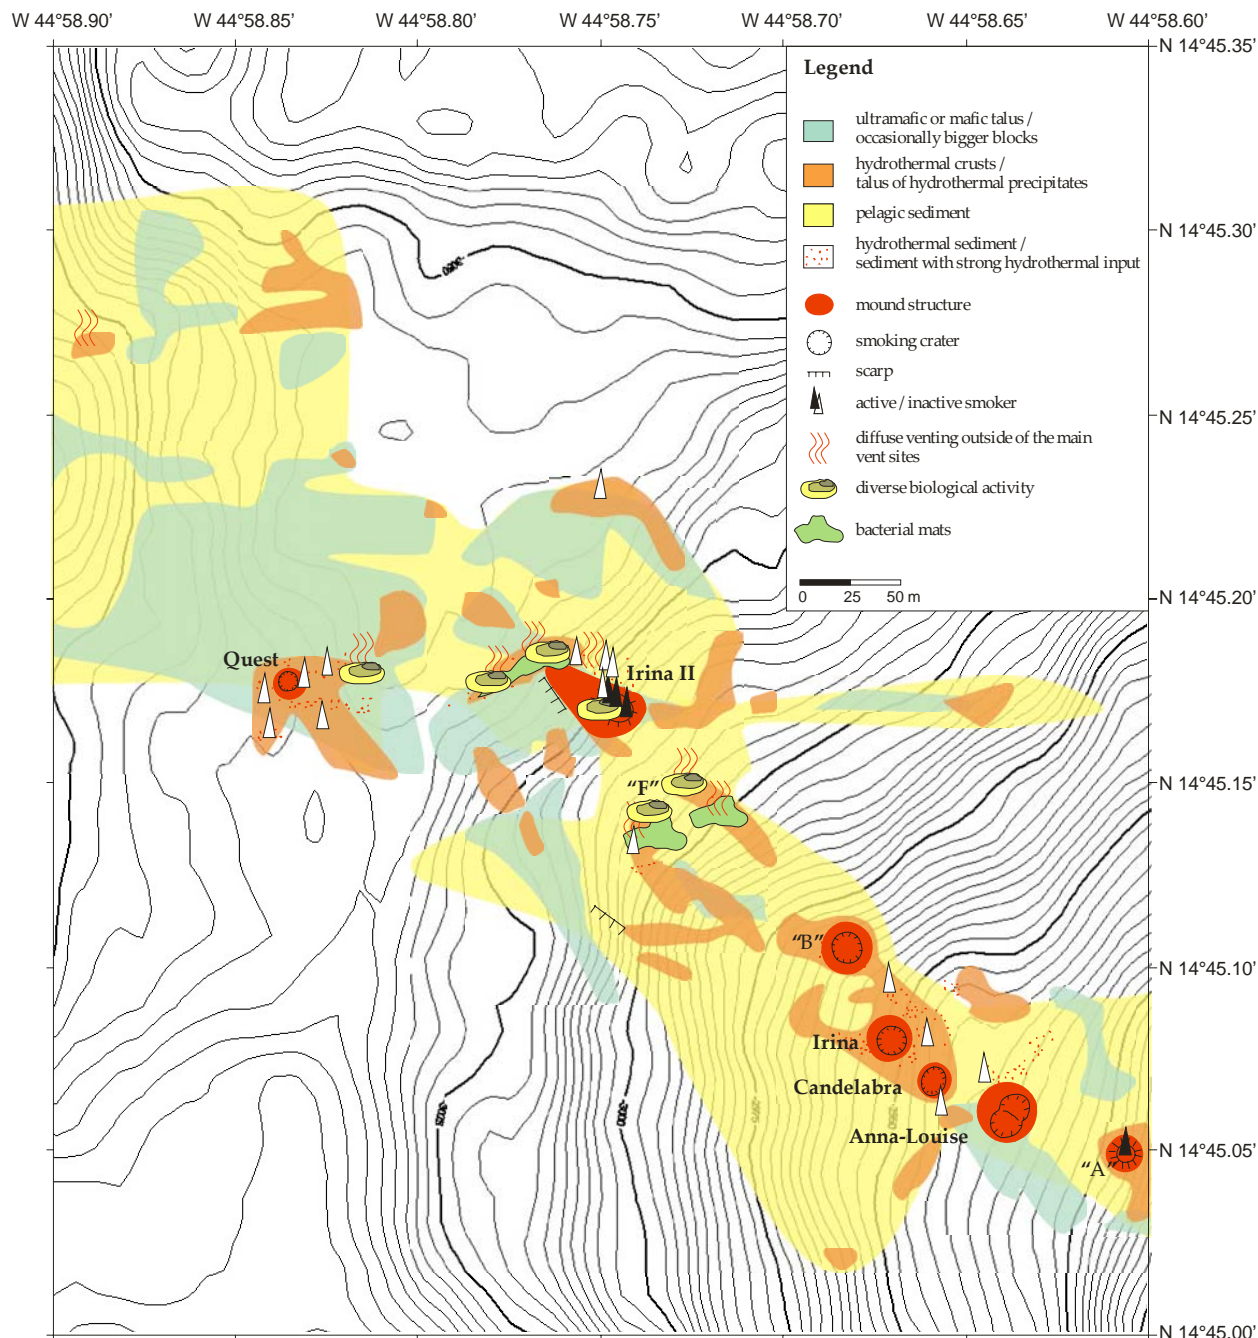 W 44°58.90’ W 44°58.85’ W 44°58.80’ W 44°58.75’ W 44°58.70’ W 44°58.65’ W 44°58.60’
N 14°45.35’
Legend
ultramafic or mafic talus /
occasionally bigger blocks
hydrothermal crusts /
talus of hydrothermal precipitates
pelagic sediment
hydrothermal sediment /
sediment with strong hydrothermal input
mound structure
smoking crater
scarp
active / inactive smoker
diffuse venting outside of the main
vent sites
diverse biological activity
bacterial mats
0 25 50 m
N 14°45.30’
-3050
N 14°45.25’
N 14°45.20’
Quest
Irina II
N 14°45.15’
“F”
“B”
N 14°45.10’
Irina
Candelabra
Anna-Louise
-3025
-3000
-2975
-2950
N 14°45.05’
“A”
N 14°45.00’